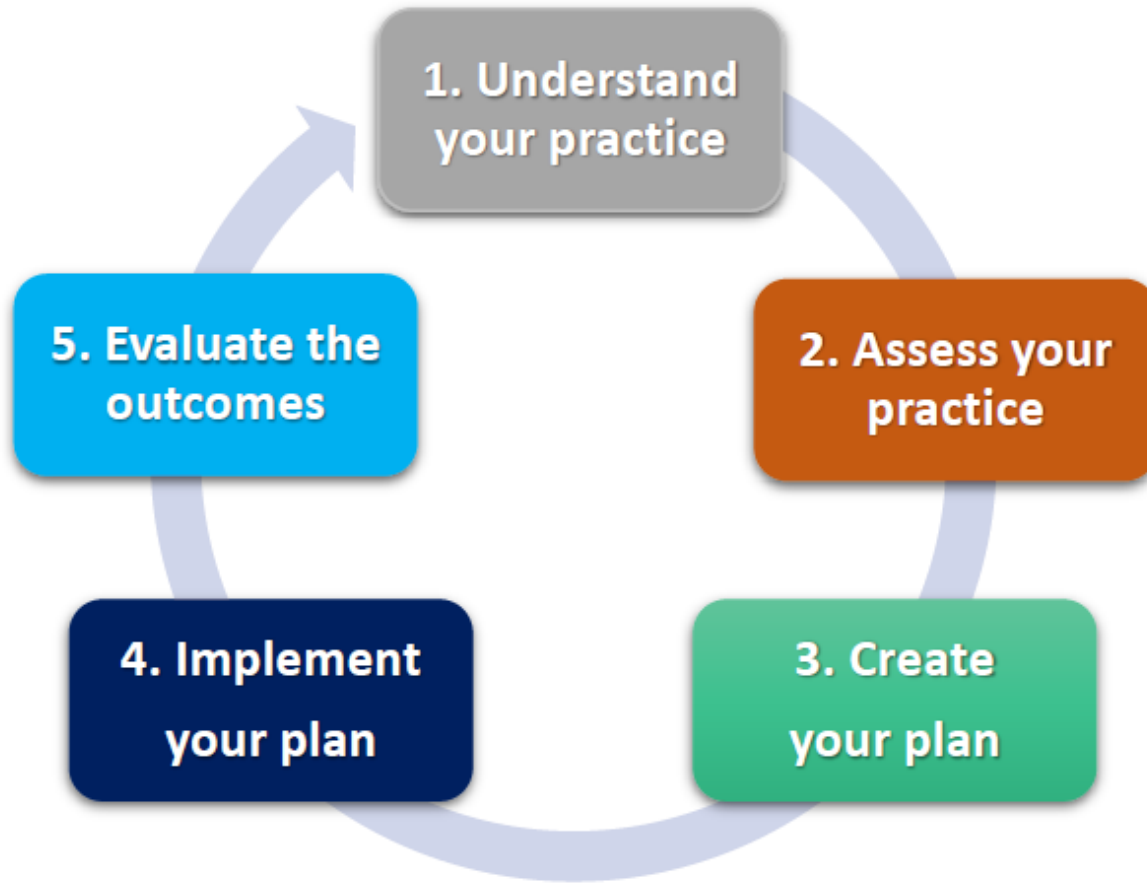 1. Understand
your practice
2. Assess your
practice
3. Create
your plan
4. Implement
your plan
5. Evaluate the
outcomes